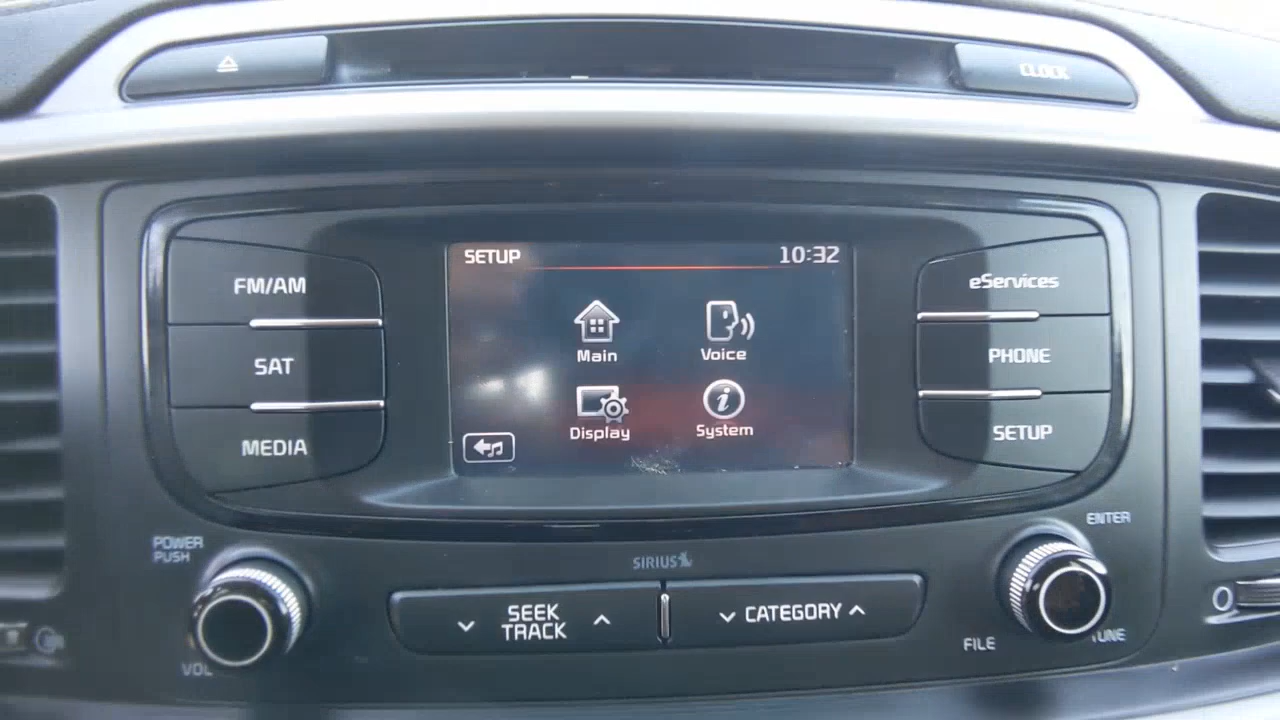 CLOCK
SETUP
10:32
FM/AM
SAT
MEDIA
Main
Voice
Display
System
eServices
PHONE
SETUP
POWER
PUSH
VOL
SIRIUS
SEEK
TRACK
CATEGORY
ENTER
FILE
TUNE